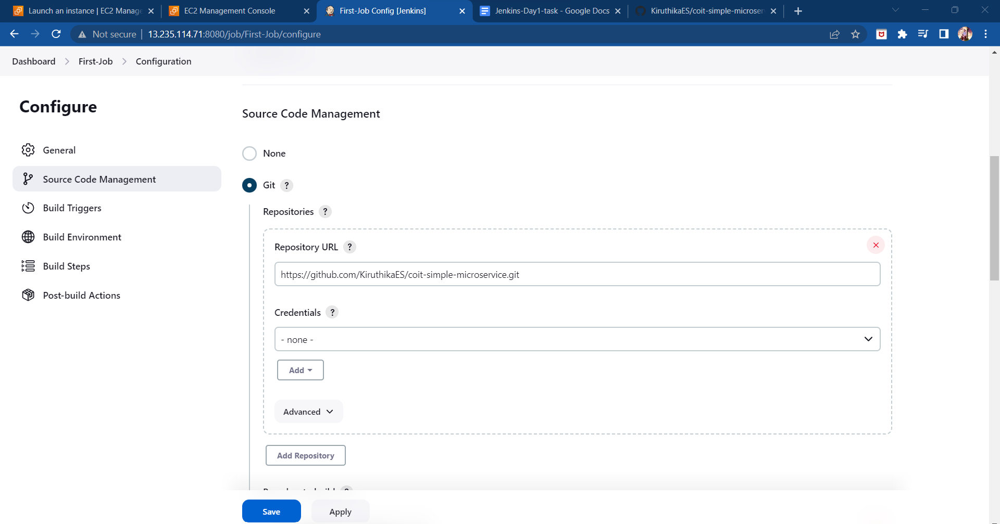 Launch an instance | EC2 Manage
EC2 Management Console
First-Job Config [Jenkins]
Jenkins-Day1-task - Google Docs
KiruthikaES/coit-simple-microser
Not secure
13.235.114.71:8080/job/First-Job/configure
Dashboard
First-Job
Configuration
Configure
General
Source Code Management
Build Triggers
Build Environment
Build Steps
Post-build Actions
Source Code Management
None
Git ?
Repositories ?
Repository URL ?
https://github.com/KiruthikaES/coit-simple-microservice.git
Credentials ?
- none -
Add
Advanced
Add Repository
Save
Apply